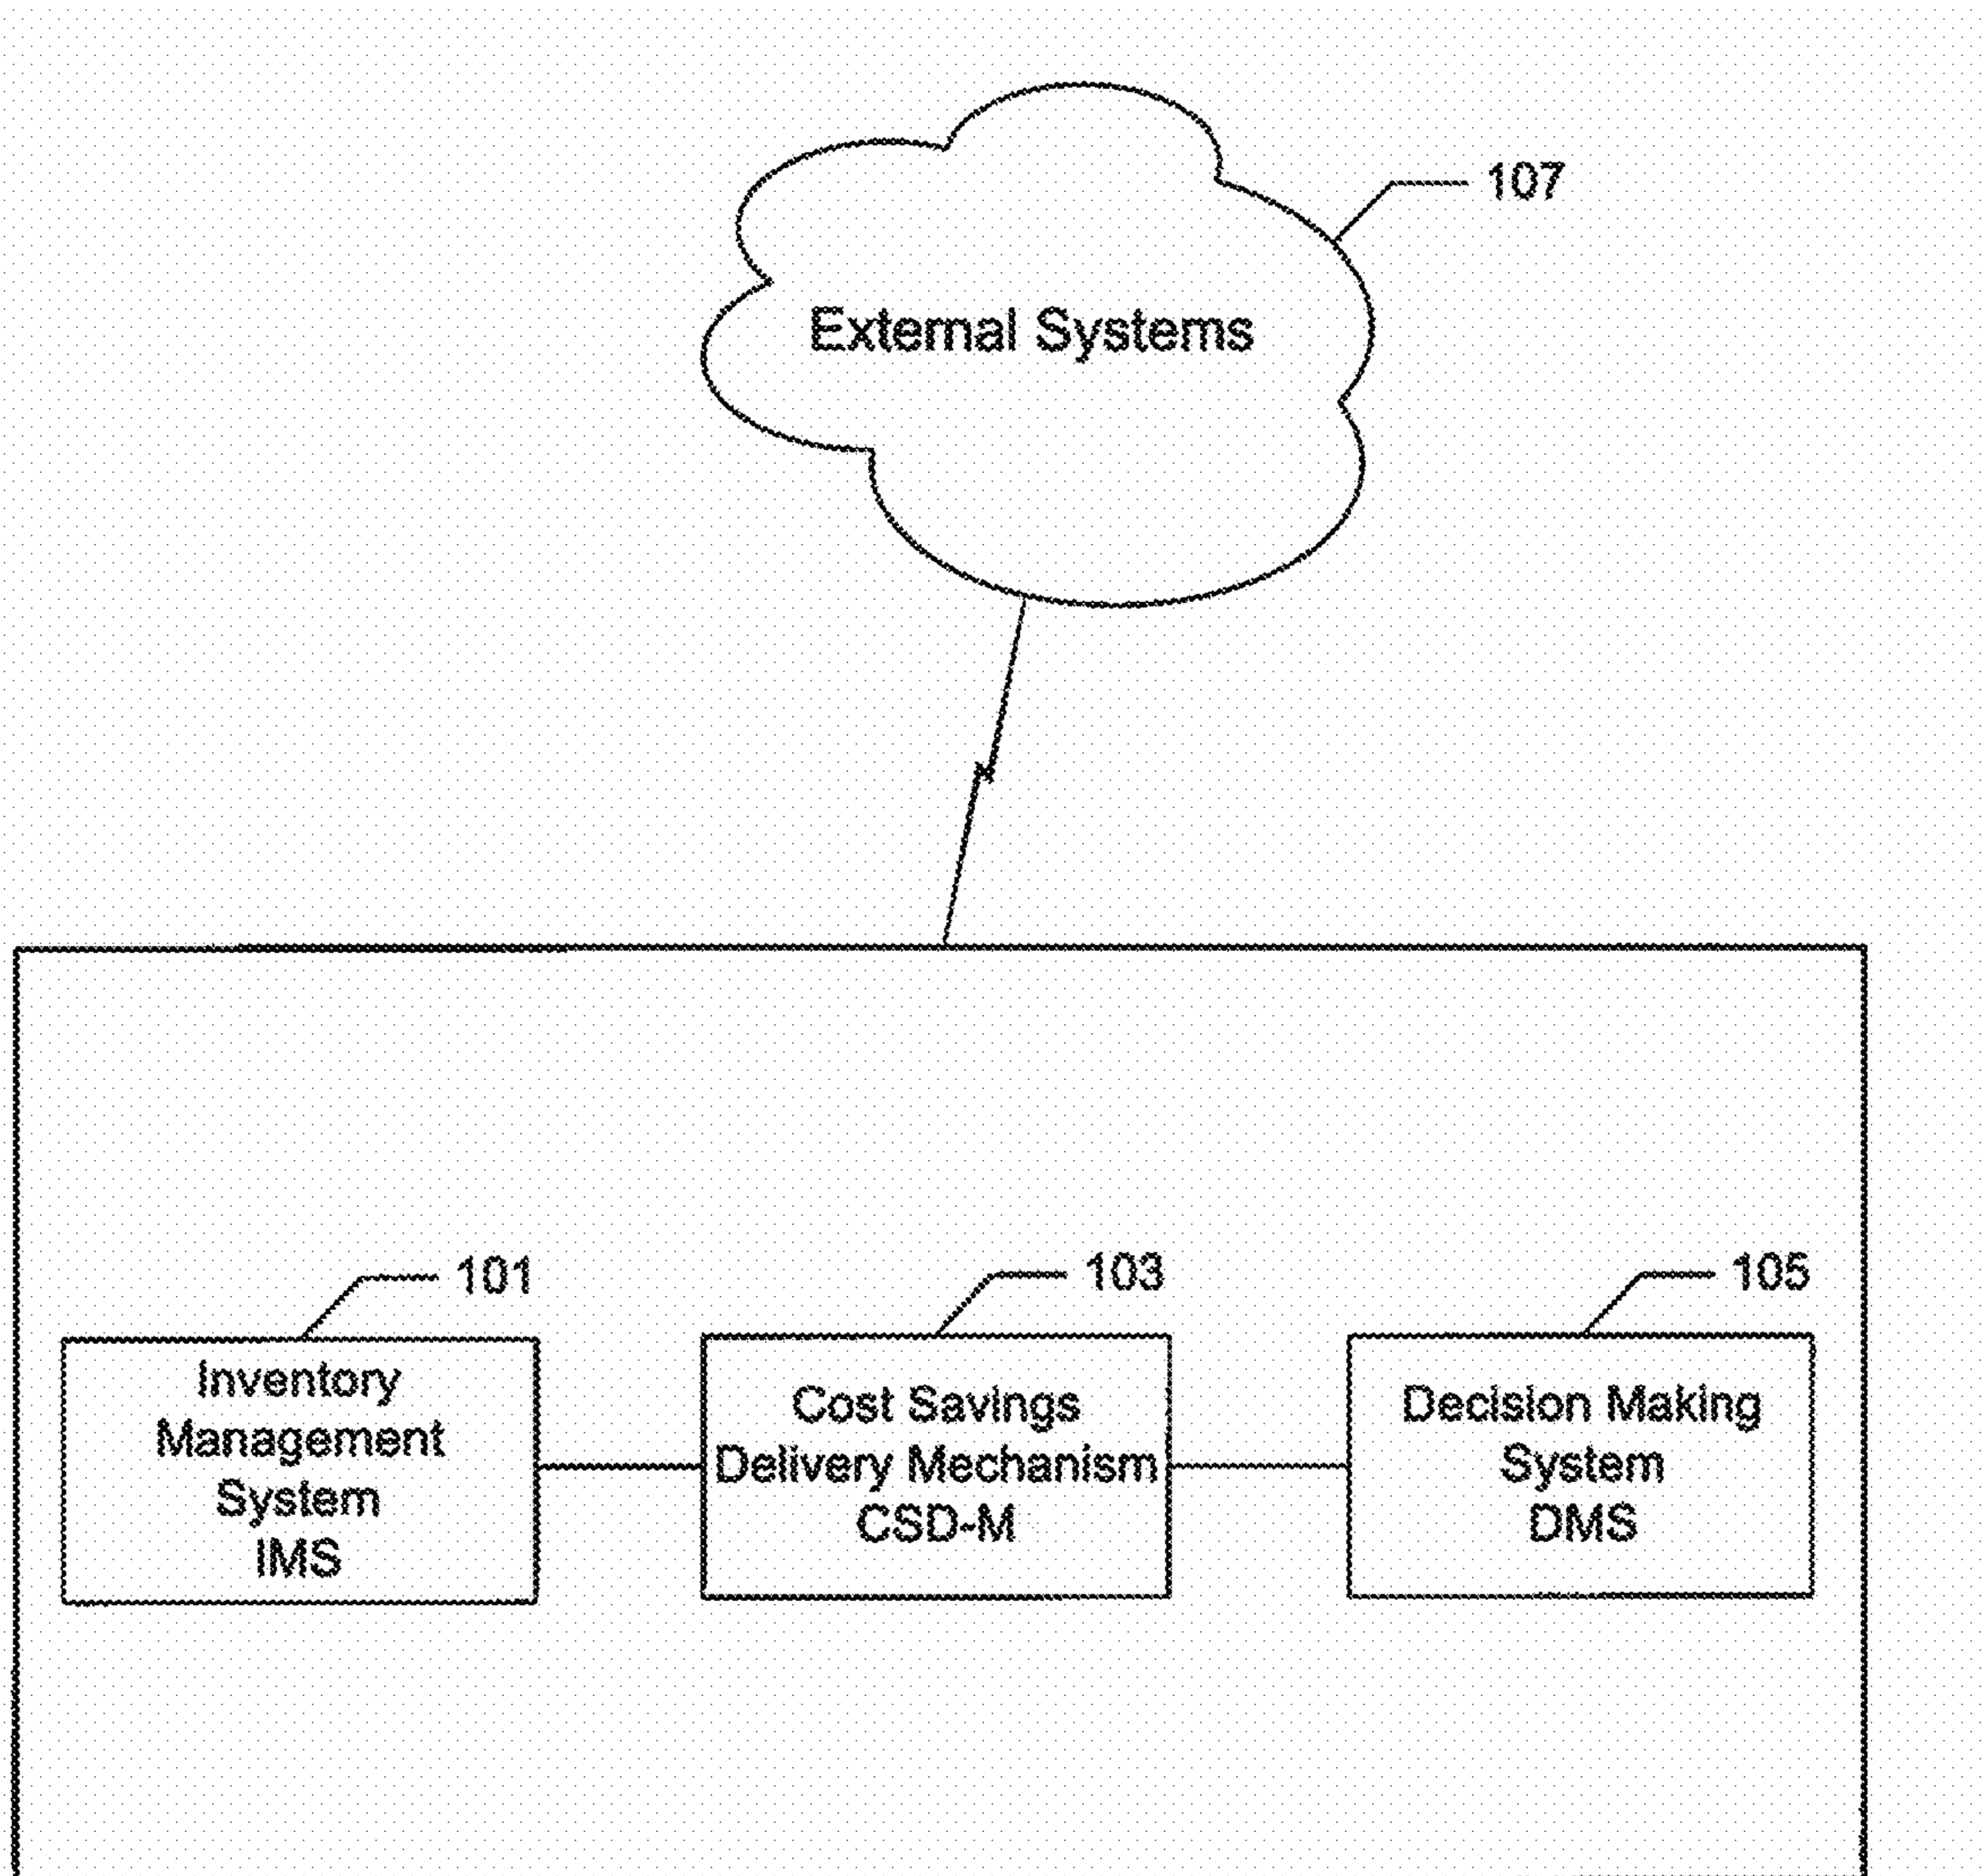 107
External Systems
101
103
105
Inventory
Management
System
IMS
Cost Savings
Delivery Mechanism
CSD-M
Decision Making
System
DMS